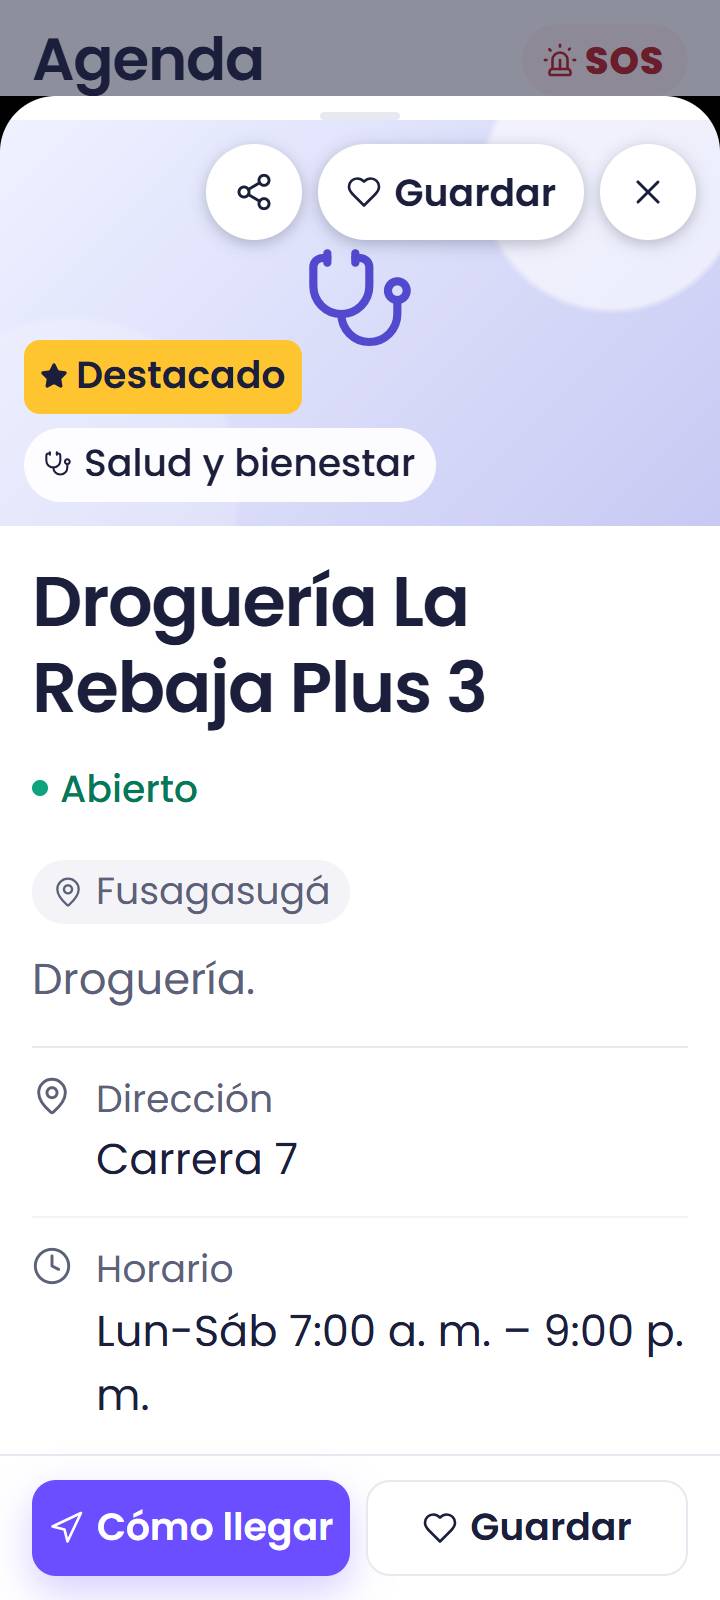 Agenda
SOS
Guardar
Destacado
Salud y bienestar
Droguería La
Rebaja Plus 3
Abierto
Fusagasugá
Droguería.
Dirección
Carrera 7
Horario
Lun-Sáb 7:00 a. m. – 9:00 p.
m.
Cómo llegar
Guardar